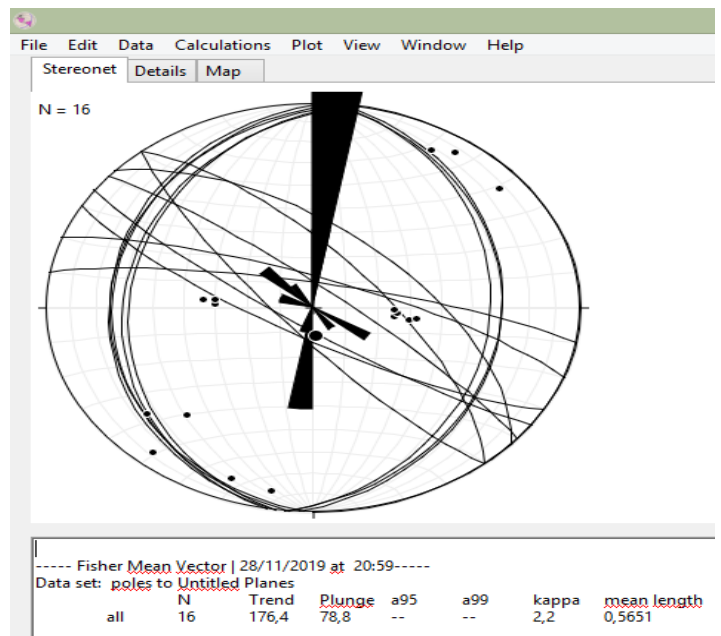 File Edit Data Calculations Plot View Window Help
Stereonet Details Map
N = 16
----- Fisher Mean Vector | 28/11/2019 at 20:59-----
Data set: poles to Untitled Planes
N Trend Plunge a95 a99 kappa mean length
all 16 176,4 78,8 -- -- 2,2 0,5651